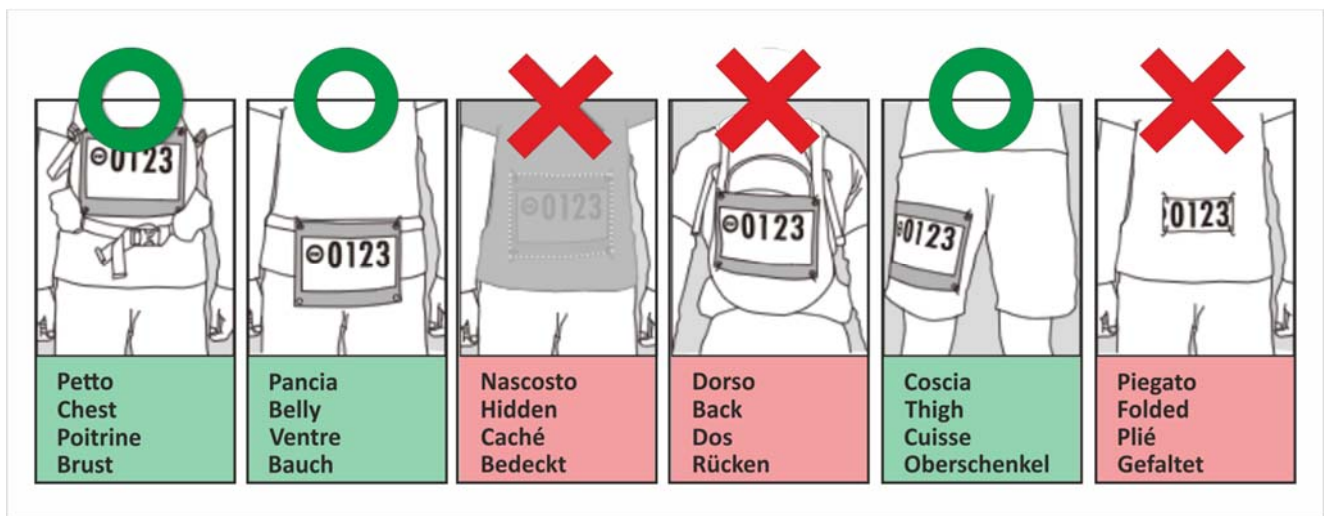 0123
Petto
Chest
Poitrine
Brust
0123
Pancia
Belly
Ventre
Bauch
0123
Nascosto
Hidden
Caché
Bedeckt
0123
Dorso
Back
Dos
Rücken
0123
Coscia
Thigh
Cuisse
Oberschenkel
0123
Piegato
Folded
Plié
Gefaltet